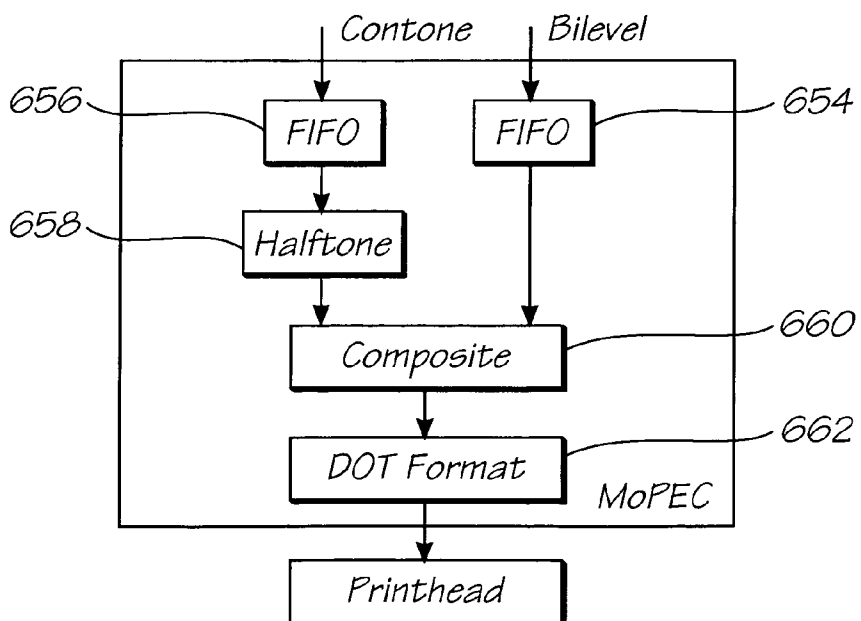 Contone
Bilevel
656
FIFO
FIFO
654
658
Halftone
Composite
660
DOT Format
662
MoPEC
Printhead